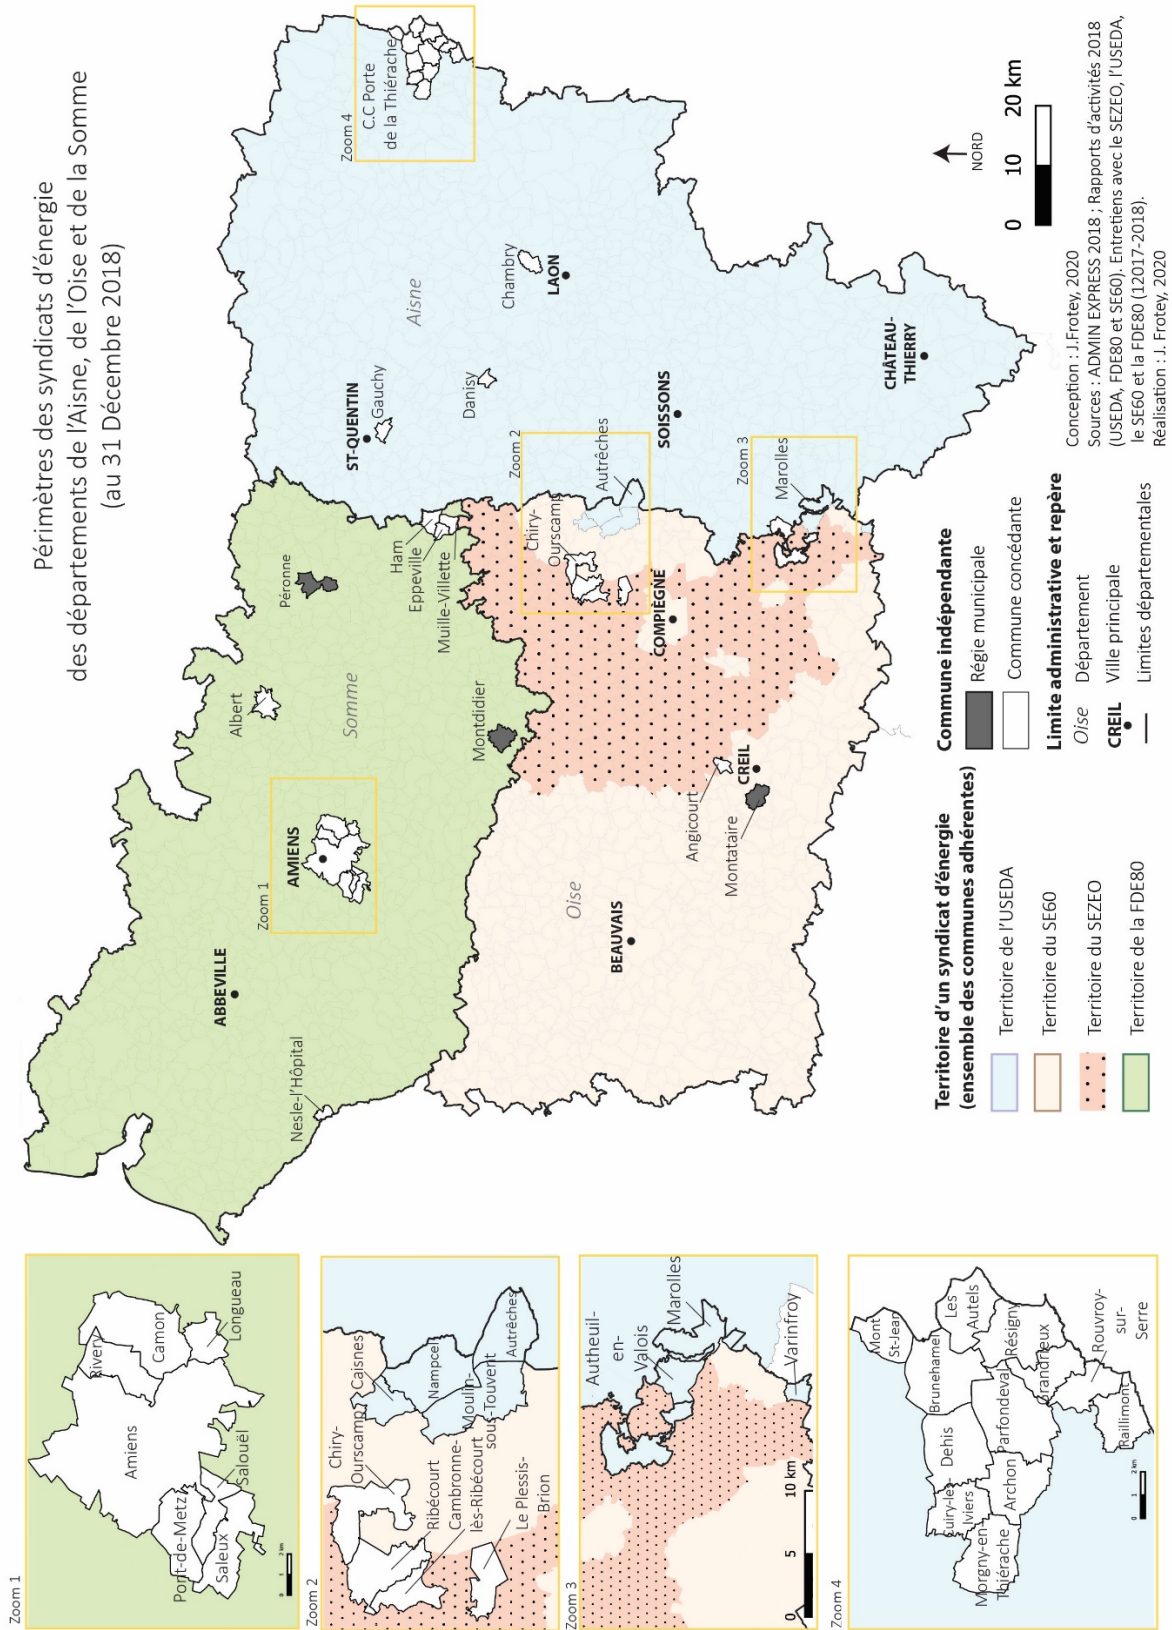 Périmètres des syndicats d'énergie
des départements de l'Aisne, de l'Oise et de la Somme
(au 31 Décembre 2018)
Zoom 1
Amiens
Rivery
Camon
Longueau
Pont-de-Metz
Saleux
Salouël
0 1 2 km
Zoom 2
Chiry-
Ourscamp
Caisnes
Nampcel
Moulin-
sous-Touvent
Autrêches
Ribécourt
Cambronne-
lès-Ribécourt
Le Plessis-
Brion
Zoom 3
Autheuil-
en-
Valois
Marolles
Varinfroy
0 5 10 km
Zoom 4
Mont
St-Jean
Brunehamel
Les
Autels
Dehis
Résigny
Parfondeval
Grandrieux
Cuiry-les-
Iviers
Archon
Morgny-en-
Thiérache
Rouvroy-
sur-
Serre
Raillimont
0 1 2 km
ABBEVILLE
Nesle-l'Hôpital
Zoom 1
AMIENS
Albert
Péronne
Somme
Montdidier
Ham
Eppeville
Muille-Villette
ST-QUENTIN
Gauchy
Aisne
Danisy
Chambry
LAON
Zoom 4
C.C Porte
de la Thiérache
Zoom 2
Chiry-
Ourscamp
Autrêches
SOISSONS
COMPIÈGNE
Zoom 3
Marolles
CHÂTEAU-
THIERRY
Oise
BEAUVAIS
Angicourt
CREIL
Montataire
NORD
0 10 20 km
Territoire d'un syndicat d'énergie
(ensemble des communes adhérentes)
Territoire de l'USEDA
Territoire du SE60
Territoire du SEZEO
Territoire de la FDE80
Commune indépendante
Régie municipale
Commune concédante
Limite administrative et repère
Oise Département
CREIL Ville principale
Limites départementales
Conception : J.Frotey, 2020
Sources : ADMIN EXPRESS 2018 ; Rapports d'activités 2018
(USEDA, FDE80 et SE60). Entretiens avec le SEZEO, l'USEDA,
le SE60 et la FDE80 (12017-2018).
Réalisation : J. Frotey, 2020